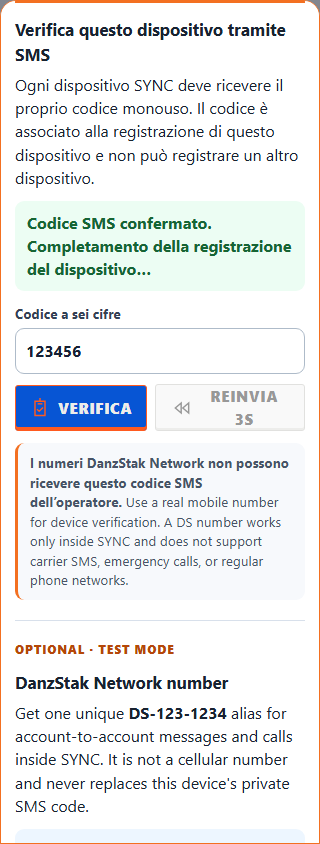 Verifica questo dispositivo tramite
SMS
Ogni dispositivo SYNC deve ricevere il
proprio codice monouso. Il codice è
associato alla registrazione di questo
dispositivo e non può registrare un altro
dispositivo.
Codice SMS confermato.
Completamento della registrazione
del dispositivo…
Codice a sei cifre
123456
VERIFICA
REINVIA
3S
I numeri DanzStak Network non possono
ricevere questo codice SMS
dell’operatore. Use a real mobile number
for device verification. A DS number works
only inside SYNC and does not support
carrier SMS, emergency calls, or regular
phone networks.
OPTIONAL · TEST MODE
DanzStak Network number
Get one unique DS-123-1234 alias for
account-to-account messages and calls
inside SYNC. It is not a cellular number
and never replaces this device's private
SMS code.